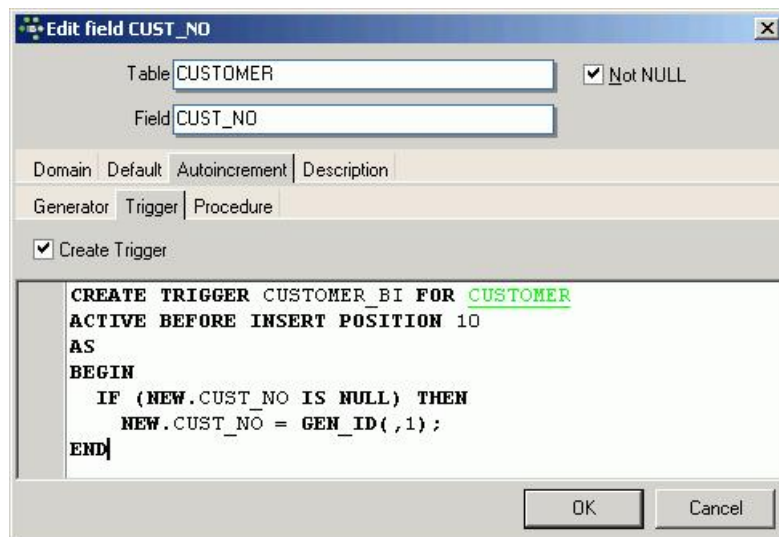 Edit field CUST_NO
Table CUSTOMER
Not NULL
Field CUST_NO
Domain Default Autoincrement Description
Generator Trigger Procedure
Create Trigger
CREATE TRIGGER CUSTOMER_BI FOR CUSTOMER
ACTIVE BEFORE INSERT POSITION 10
AS
BEGIN
IF (NEW.CUST_NO IS NULL) THEN
NEW.CUST_NO = GEN_ID(,1);
END
OK Cancel